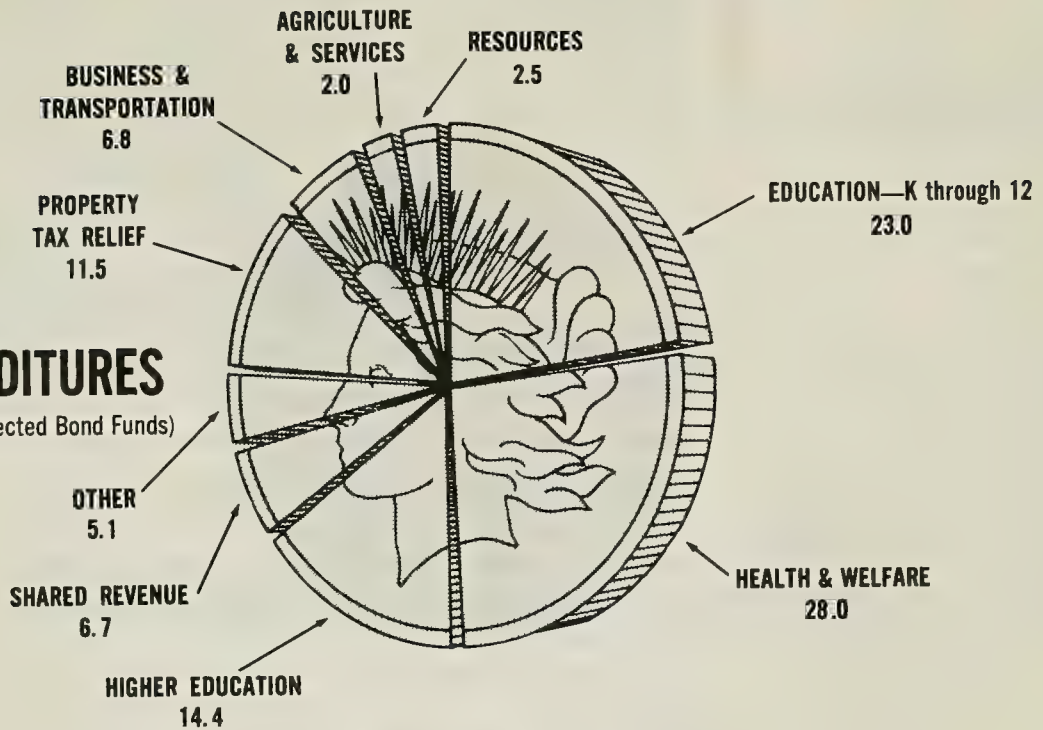 AGRICULTURE
& SERVICES
2.0
RESOURCES
2.5
BUSINESS &
TRANSPORTATION
6.8
EDUCATION—K through 12
23.0
PROPERTY
TAX RELIEF
11.5
Bond Funds)
OTHER
5.1
SHARED REVENUE
6.7
HEALTH & WELFARE
28.0
HIGHER EDUCATION
14.4